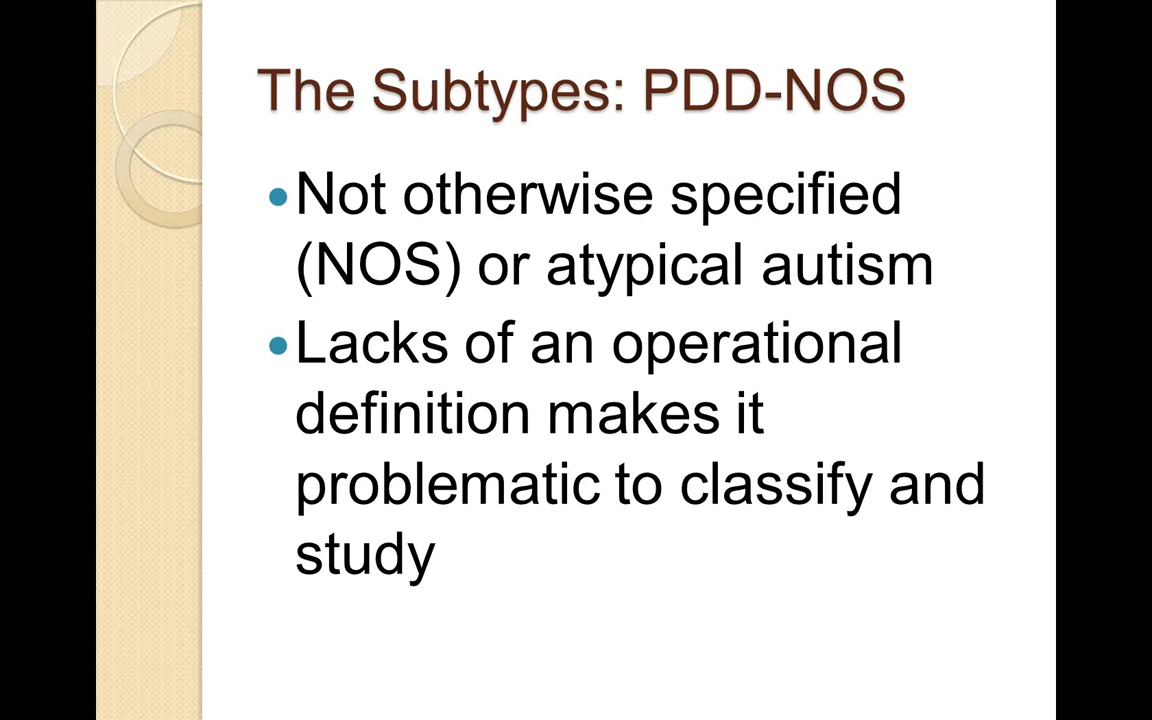 The Subtypes: PDD-NOS
•Not otherwise specified
(NOS) or atypical autism
•Lacks of an operational
definition makes it
problematic to classify and
study